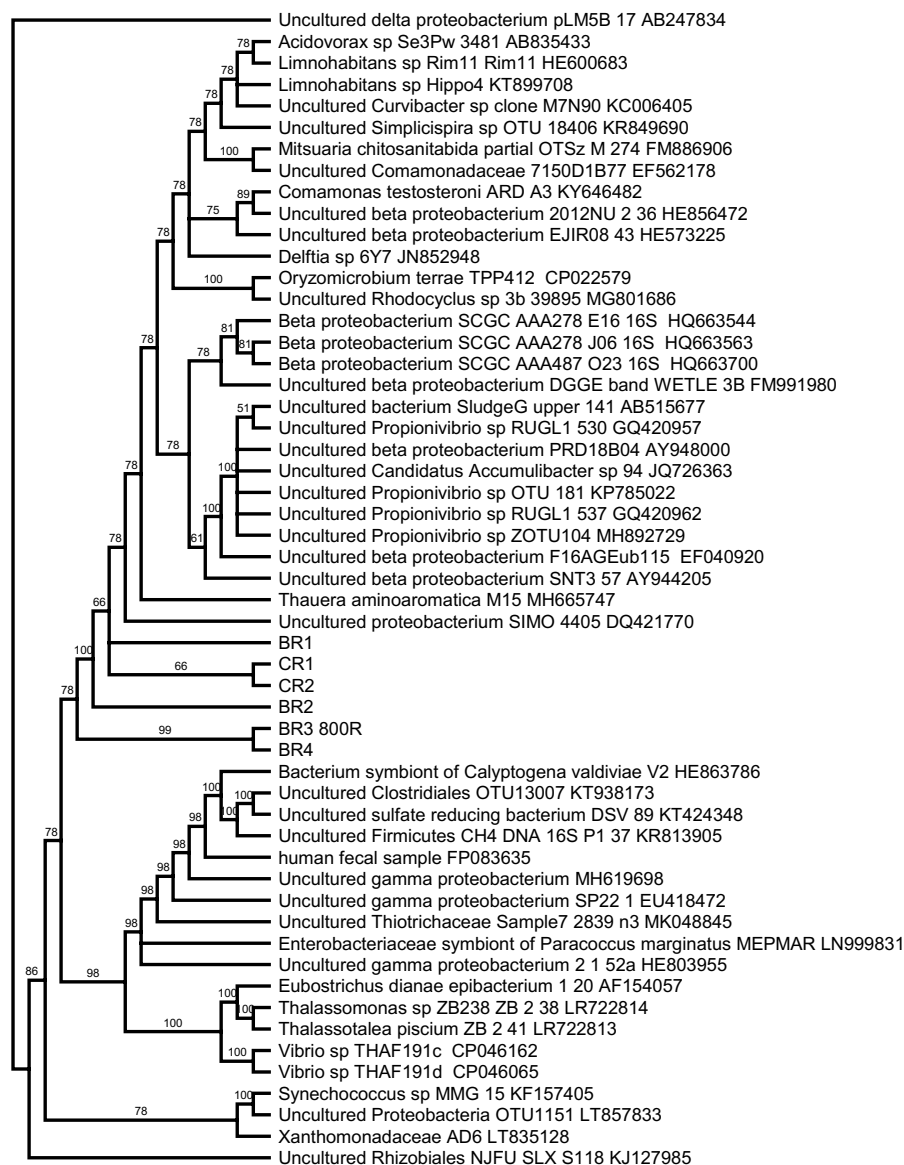 Uncultured delta proteobacterium pLM5B 17 AB247834
78 Acidovorax sp Se3Pw 3481 AB835433
Limnohabitans sp Rim11 Rim11 HE600683
78 Limnohabitans sp Hippo4 KT899708
78 Uncultured Curvibacter sp clone M7N90 KC006405
78 Uncultured Simplicispira sp OTU 18406 KR849690
100 Mitsuaria chitosanitabida partial OTSz M 274 FM886906
Uncultured Comamonadaceae 7150D1B77 EF562178
78 89 Comamonas testosteroni ARD A3 KY646482
75 Uncultured beta proteobacterium 2012NU 2 36 HE856472
78 Uncultured beta proteobacterium EJIR08 43 HE573225
Delftia sp 6Y7 JN852948
100 Oryzomicrobium terrae TPP412 CP022579
Uncultured Rhodocyclus sp 3b 39895 MG801686
81 Beta proteobacterium SCGC AAA278 E16 16S HQ663544
78 81 Beta proteobacterium SCGC AAA278 J06 16S HQ663563
78 Beta proteobacterium SCGC AAA487 O23 16S HQ663700
Uncultured beta proteobacterium DGGE band WETLE 3B FM991980
51 Uncultured bacterium SludgeG upper 141 AB515677
Uncultured Propionivibrio sp RUGL1 530 GQ420957
78 Uncultured beta proteobacterium PRD18B04 AY948000
78 100 Uncultured Candidatus Accumulibacter sp 94 JQ726363
Uncultured Propionivibrio sp OTU 181 KP785022
100 Uncultured Propionivibrio sp RUGL1 537 GQ420962
78 61 Uncultured Propionivibrio sp ZOTU104 MH892729
Uncultured beta proteobacterium F16AGEub115 EF040920
Uncultured beta proteobacterium SNT3 57 AY944205
66 Thauera aminoaromatica M15 MH665747
Uncultured proteobacterium SIMO 4405 DQ421770
BR1
100 66 CR1
CR2
78 BR2
99 BR3 800R
BR4
Bacterium symbiont of Calyptogena valdiviae V2 HE863786
100 100 Uncultured Clostridiales OTU13007 KT938173
98 100 Uncultured sulfate reducing bacterium DSV 89 KT424348
78 98 Uncultured Firmicutes CH4 DNA 16S P1 37 KR813905
98 human fecal sample FP083635
98 Uncultured gamma proteobacterium MH619698
98 Uncultured gamma proteobacterium SP22 1 EU418472
Uncultured Thiotrichaceae Sample7 2839 n3 MK048845
Enterobacteriaceae symbiont of Paracoccus marginatus MEPMAR LN999831
86 98 Uncultured gamma proteobacterium 2 1 52a HE803955
100 Eubostrichus dianae epibacterium 1 20 AF154057
100 100 Thalassomonas sp ZB238 ZB 2 38 LR722814
Thalassotalea piscium ZB 2 41 LR722813
100 Vibrio sp THAF191c CP046162
Vibrio sp THAF191d CP046065
100 Synechococcus sp MMG 15 KF157405
78 Uncultured Proteobacteria OTU1151 LT857833
Xanthomonadaceae AD6 LT835128
Uncultured Rhizobiales NJFU SLX S118 KJ127985